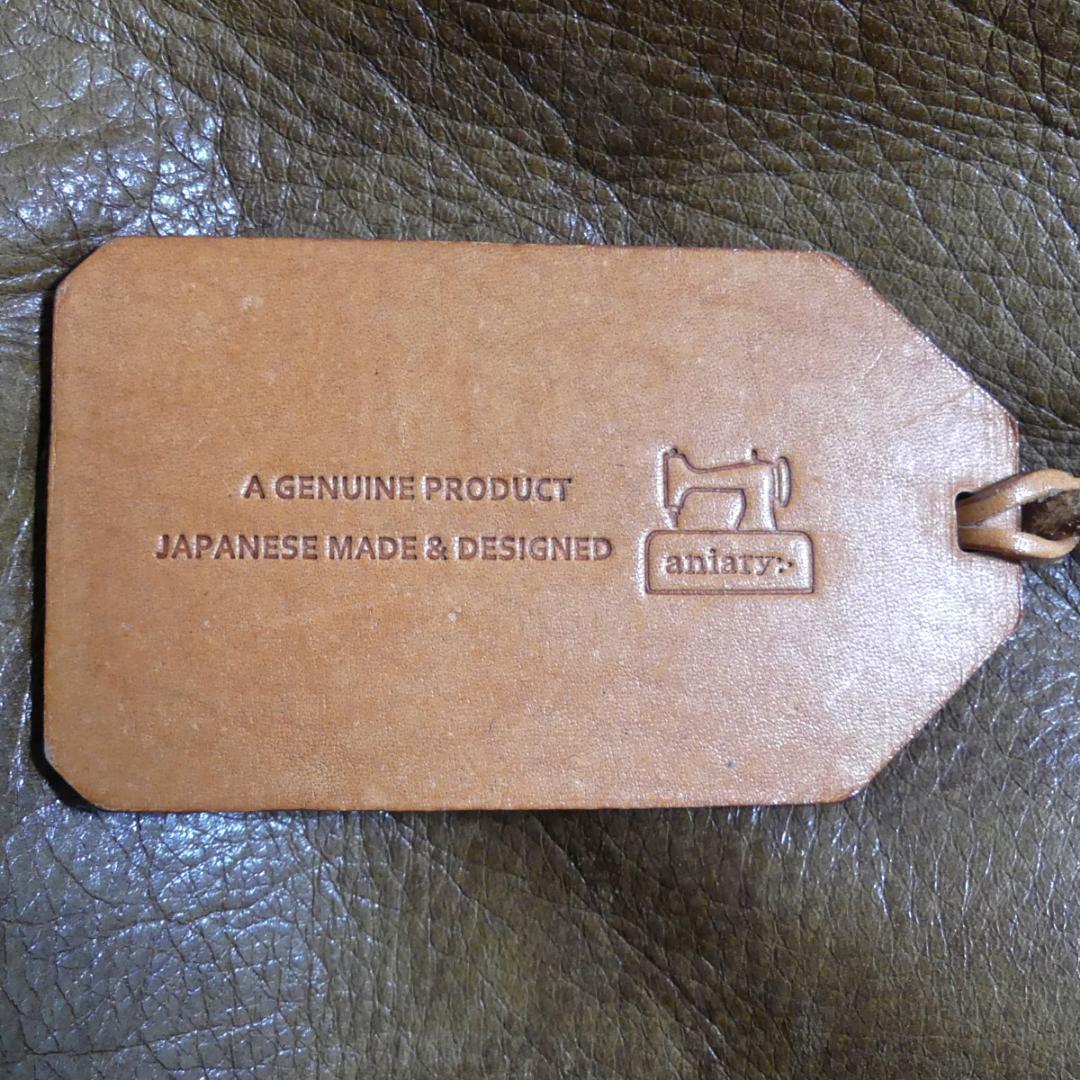 A GENUINE PRODUCT
JAPANESE MADE & DESIGNED
aniary:-